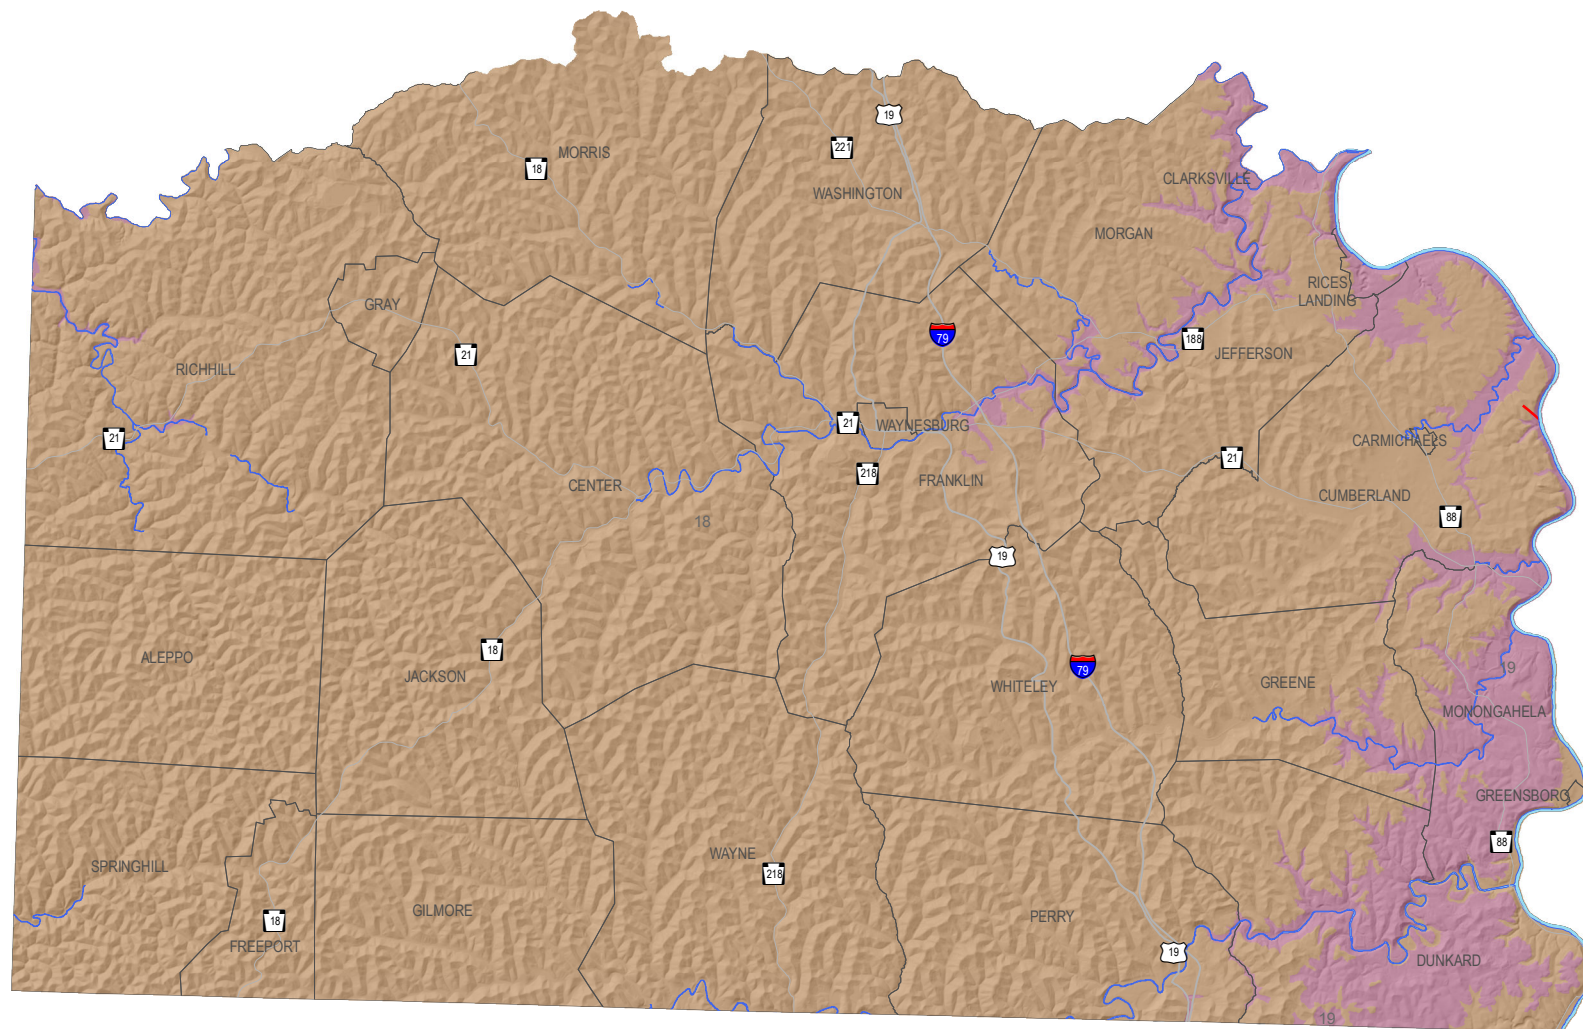 19
MORRIS
221
18
CLARKSVILLE
WASHINGTON
MORGAN
RICES
LANDING
GRAY
79
188
21
JEFFERSON
RICHHILL
21
WAYNESBURG
21
CARMICHAELS
21
218
FRANKLIN
CENTER
CUMBERLAND
88
18
19
18
ALEPPO
79
19
JACKSON
GREENE
WHITELEY
MONONGAHELA
GREENSBORO
88
WAYNE
SPRINGHILL
218
GILMORE
PERRY
18
FREEPORT
19
DUNKARD
19